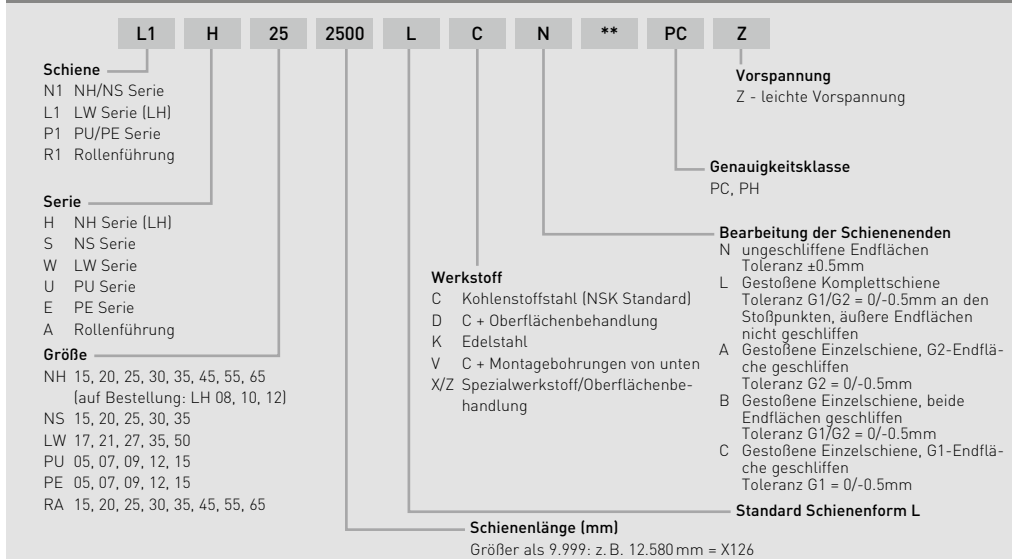 L1 H 25 2500 L C N ** PC Z
Schiene
N1 NH/NS Serie
L1 LW Serie (LH)
P1 PU/PE Serie
R1 Rollenführung
Serie
H NH Serie (LH)
S NS Serie
W LW Serie
U PU Serie
E PE Serie
A Rollenführung
Größe
NH 15, 20, 25, 30, 35, 45, 55, 65
(auf Bestellung: LH 08, 10, 12)
NS 15, 20, 25, 30, 35
LW 17, 21, 27, 35, 50
PU 05, 07, 09, 12, 15
PE 05, 07, 09, 12, 15
RA 15, 20, 25, 30, 35, 45, 55, 65
Schienenlänge (mm)
Größer als 9.999: z. B. 12.580 mm = X126
Standard Schienenform L
Werkstoff
C Kohlenstoffstahl (NSK Standard)
D C + Oberflächenbehandlung
K Edelstahl
V C + Montagebohrungen von unten
X/Z Spezialwerkstoff/Oberflächenbe-
handlung
Bearbeitung der Schienenenden
N ungeschliffene Endflächen
Toleranz ±0.5mm
L Gestoßene Komplettschiene
Toleranz G1/G2 = 0/-0.5mm an den
Stoßpunkten, äußere Endflächen
nicht geschliffen
A Gestoßene Einzelschiene, G2-Endflä-
che geschliffen
Toleranz G2 = 0/-0.5mm
B Gestoßene Einzelschiene, beide
Endflächen geschliffen
Toleranz G1/G2 = 0/-0.5mm
C Gestoßene Einzelschiene, G1-Endflä-
che geschliffen
Toleranz G1 = 0/-0.5mm
Genauigkeitsklasse
PC, PH
Vorspannung
Z - leichte Vorspannung